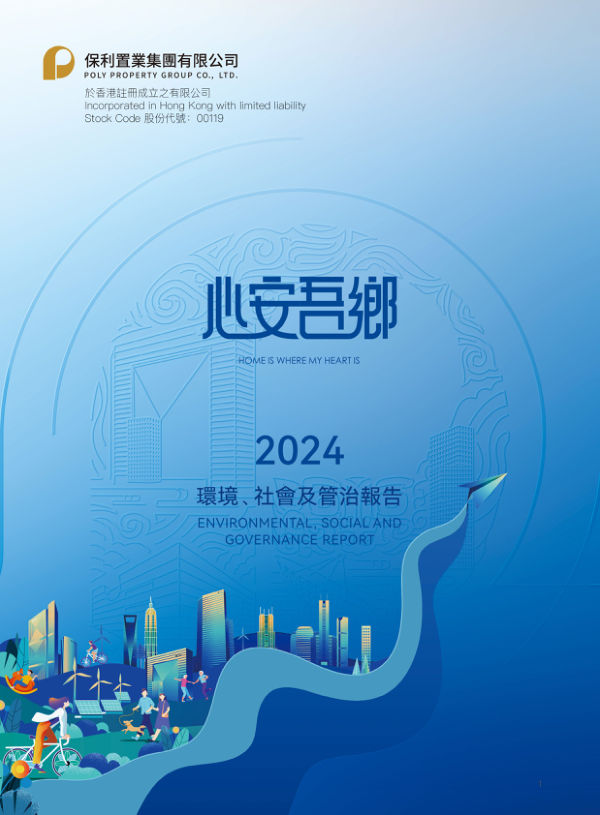 保利置業集團有限公司
POLY PROPERTY GROUP CO., LTD.
於香港註冊成立之有限公司
Incorporated in Hong Kong with limited liability
Stock Code 股份代號：00119
心安吾鄉
HOME IS WHERE MY HEART IS
2024
環境、社會及管治報告
ENVIRONMENTAL, SOCIAL AND
GOVERNANCE REPORT
1